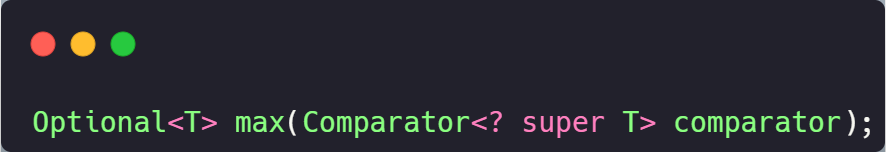 Optional<T> max(Comparator<? super T> comparator);